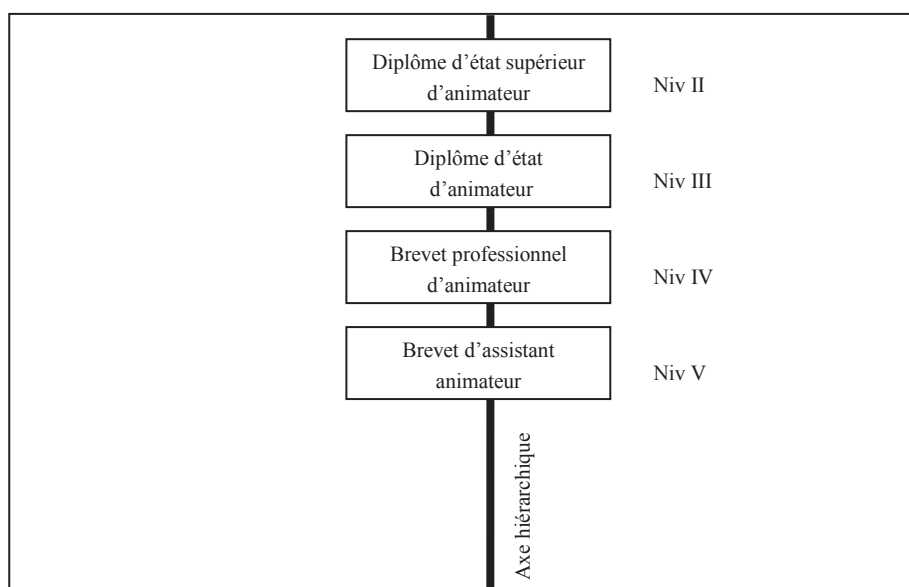 Diplôme d’état supérieur
d’animateur
Niv II
Diplôme d’état
d’animateur
Niv III
Brevet professionnel
d’animateur
Niv IV
Brevet d’assistant
animateur
Niv V
Axe hiérarchique